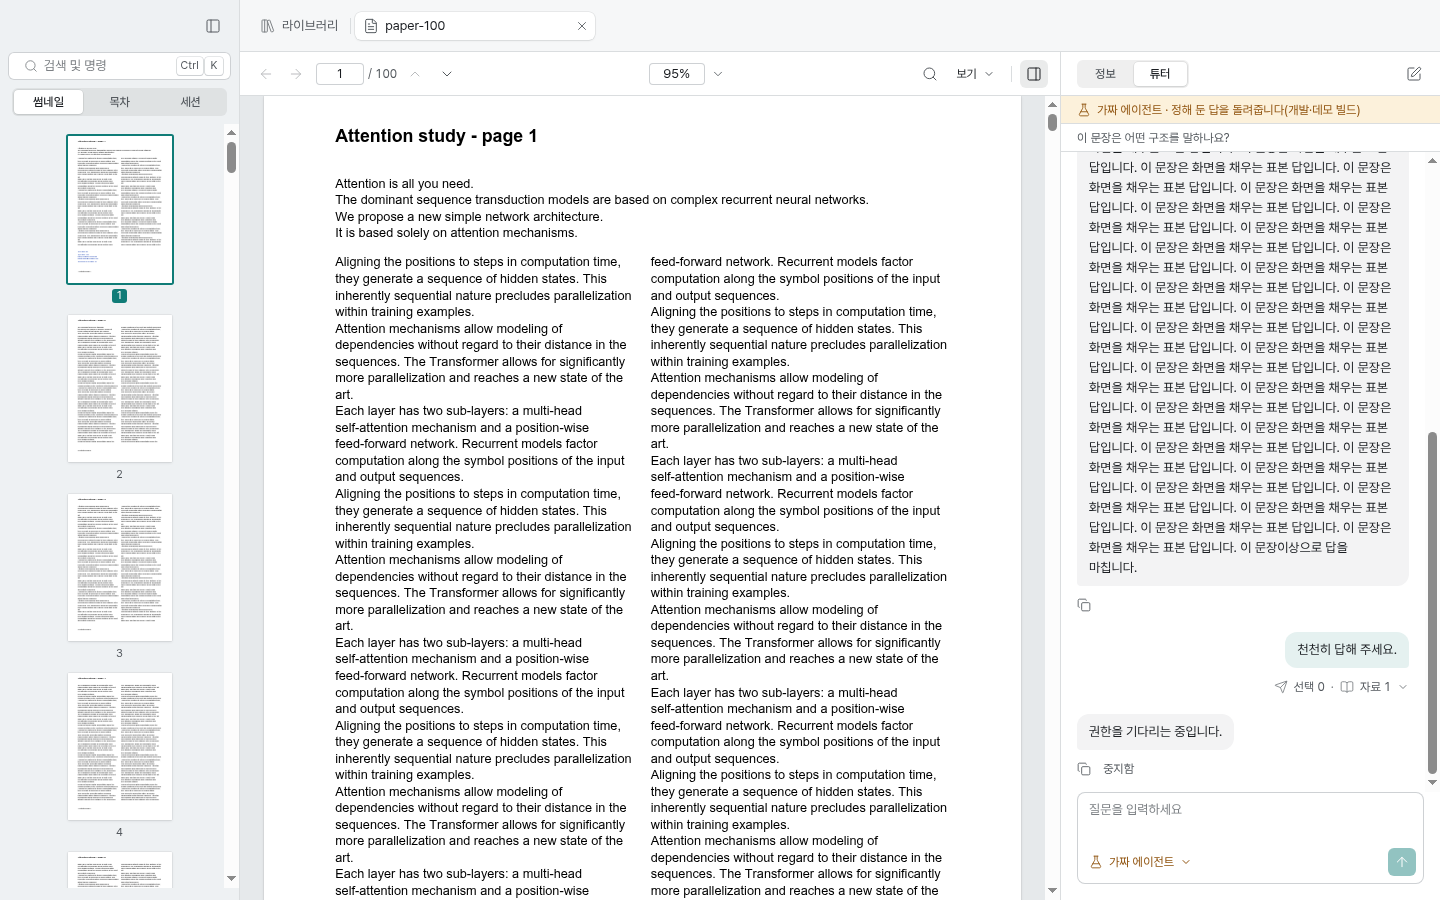 라이브러리
paper-100
검색 및 명령
Ctrl
K
썸네일
목차
세션
1
2
3
4
1 / 100
95%
보기
Attention study - page 1
Attention is all you need.
The dominant sequence transduction models are based on complex recurrent neural networks.
We propose a new simple network architecture.
It is based solely on attention mechanisms.
Aligning the positions to steps in computation time,
they generate a sequence of hidden states. This
inherently sequential nature precludes parallelization
within training examples.
Attention mechanisms allow modeling of
dependencies without regard to their distance in the
sequences. The Transformer allows for significantly
more parallelization and reaches a new state of the
art.
Each layer has two sub-layers: a multi-head
self-attention mechanism and a position-wise
feed-forward network. Recurrent models factor
computation along the symbol positions of the input
and output sequences.
Aligning the positions to steps in computation time,
they generate a sequence of hidden states. This
inherently sequential nature precludes parallelization
within training examples.
Attention mechanisms allow modeling of
dependencies without regard to their distance in the
sequences. The Transformer allows for significantly
more parallelization and reaches a new state of the
art.
Each layer has two sub-layers: a multi-head
self-attention mechanism and a position-wise
feed-forward network. Recurrent models factor
computation along the symbol positions of the input
and output sequences.
Aligning the positions to steps in computation time,
they generate a sequence of hidden states. This
inherently sequential nature precludes parallelization
within training examples.
Attention mechanisms allow modeling of
dependencies without regard to their distance in the
sequences. The Transformer allows for significantly
more parallelization and reaches a new state of the
art.
Each layer has two sub-layers: a multi-head
self-attention mechanism and a position-wise
feed-forward network. Recurrent models factor
computation along the symbol positions of the input
and output sequences.
Aligning the positions to steps in computation time,
they generate a sequence of hidden states. This
inherently sequential nature precludes parallelization
within training examples.
Attention mechanisms allow modeling of
dependencies without regard to their distance in the
sequences. The Transformer allows for significantly
more parallelization and reaches a new state of the
art.
Each layer has two sub-layers: a multi-head
self-attention mechanism and a position-wise
feed-forward network. Recurrent models factor
computation along the symbol positions of the input
and output sequences.
Aligning the positions to steps in computation time,
they generate a sequence of hidden states. This
inherently sequential nature precludes parallelization
within training examples.
Attention mechanisms allow modeling of
dependencies without regard to their distance in the
sequences. The Transformer allows for significantly
more parallelization and reaches a new state of the
art.
Each layer has two sub-layers: a multi-head
self-attention mechanism and a position-wise
feed-forward network. Recurrent models factor
computation along the symbol positions of the input
and output sequences.
Aligning the positions to steps in computation time,
they generate a sequence of hidden states. This
inherently sequential nature precludes parallelization
within training examples.
Attention mechanisms allow modeling of
dependencies without regard to their distance in the
sequences. The Transformer allows for significantly
more parallelization and reaches a new state of the
정보
튜터
가짜 에이전트 · 정해 둔 답을 돌려줍니다(개발·데모 빌드)
이 문장은 어떤 구조를 말하나요?
답입니다. 이 문장은 화면을 채우는 표본 답입니다. 이 문장은
화면을 채우는 표본 답입니다. 이 문장은 화면을 채우는 표본
답입니다. 이 문장은 화면을 채우는 표본 답입니다. 이 문장은
화면을 채우는 표본 답입니다. 이 문장은 화면을 채우는 표본
답입니다. 이 문장은 화면을 채우는 표본 답입니다. 이 문장은
화면을 채우는 표본 답입니다. 이 문장은 화면을 채우는 표본
답입니다. 이 문장은 화면을 채우는 표본 답입니다. 이 문장은
화면을 채우는 표본 답입니다. 이 문장은 화면을 채우는 표본
답입니다. 이 문장은 화면을 채우는 표본 답입니다. 이 문장은
화면을 채우는 표본 답입니다. 이 문장은 화면을 채우는 표본
답입니다. 이 문장은 화면을 채우는 표본 답입니다. 이 문장은
화면을 채우는 표본 답입니다. 이 문장은 화면을 채우는 표본
답입니다. 이 문장은 화면을 채우는 표본 답입니다. 이 문장은
화면을 채우는 표본 답입니다. 이 문장은 화면을 채우는 표본
답입니다. 이 문장은 화면을 채우는 표본 답입니다. 이 문장은
화면을 채우는 표본 답입니다. 이 문장은 화면을 채우는 표본
답입니다. 이 문장은 화면을 채우는 표본 답입니다. 이 문장은
화면을 채우는 표본 답입니다. 이 문장은 화면을 채우는 표본
답입니다. 이 문장은 화면을 채우는 표본 답입니다. 이 문장은
화면을 채우는 표본 답입니다. 이 문장이상으로 답을
마칩니다.
천천히 답해 주세요.
선택 0 · 자료 1
권한을 기다리는 중입니다.
중지함
질문을 입력하세요
가짜 에이전트